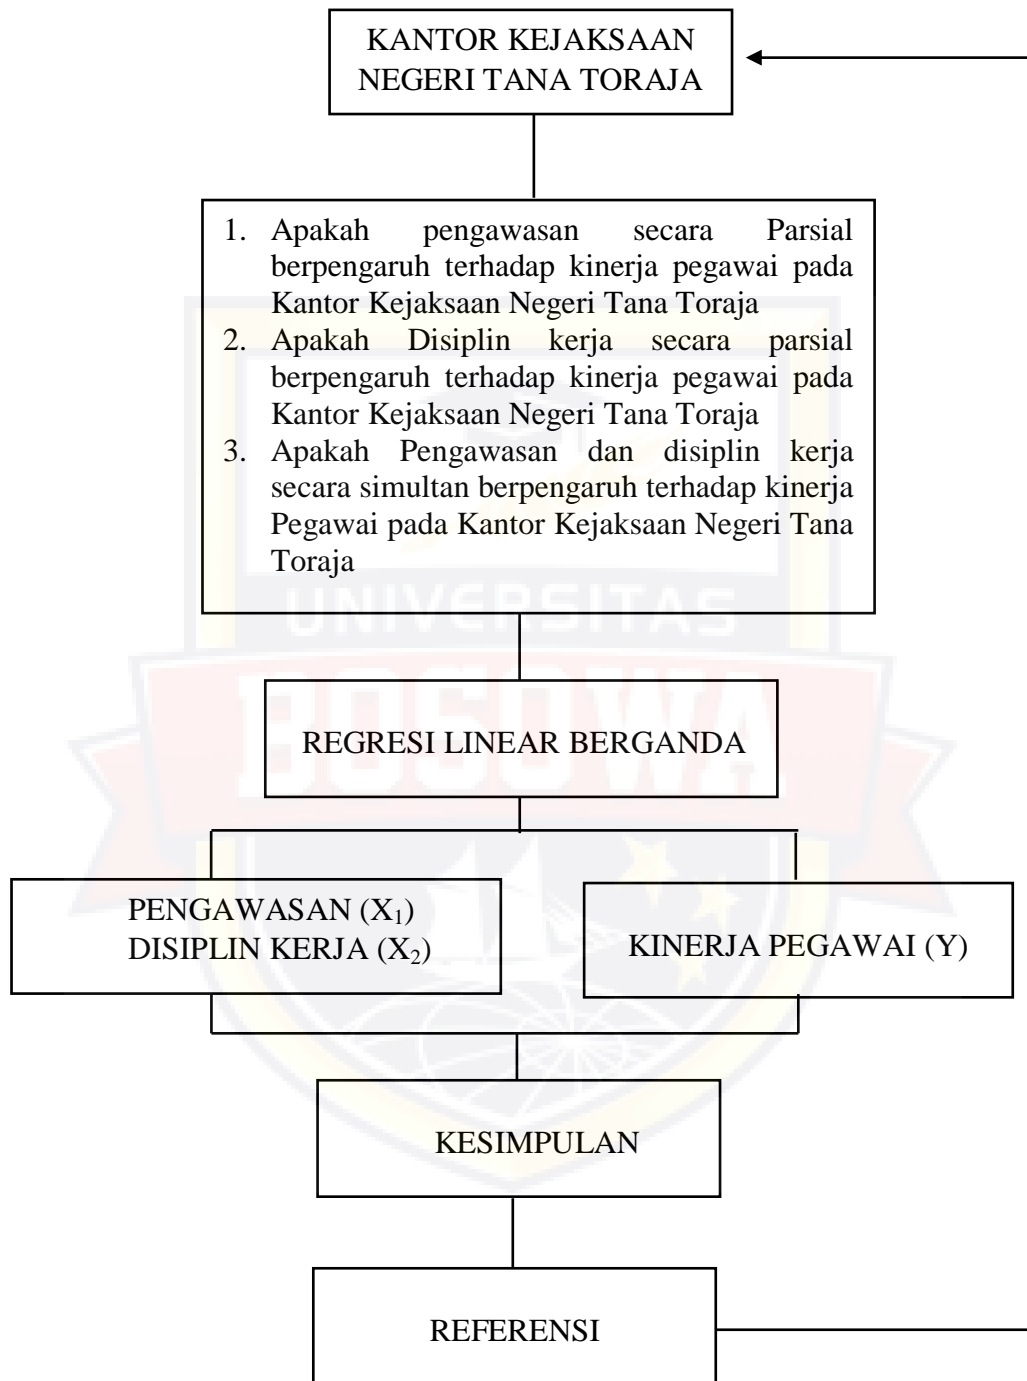 KANTOR KEJAKSAAN
NEGERI TANA TORAJA
1. Apakah pengawasan secara Parsial
berpengaruh terhadap kinerja pegawai pada
Kantor Kejaksaan Negeri Tana Toraja
2. Apakah Disiplin kerja secara parsial
berpengaruh terhadap kinerja pegawai pada
Kantor Kejaksaan Negeri Tana Toraja
3. Apakah Pengawasan dan disiplin kerja
secara simultan berpengaruh terhadap kinerja
Pegawai pada Kantor Kejaksaan Negeri Tana
Toraja
UNIVERSITAS
BOSOWA
REGRESI LINEAR BERGANDA
PENGAWASAN (X₁)
DISIPLIN KERJA (X₂)
KINERJA PEGAWAI (Y)
KESIMPULAN
REFERENSI